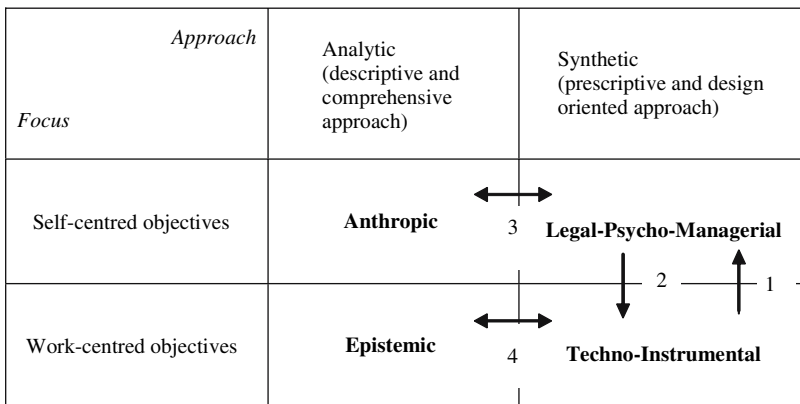 Approach
Focus
Analytic
(descriptive and
comprehensive
approach)
Synthetic
(prescriptive and design
oriented approach)
Self-centred objectives
Anthropic
3
Legal-Psycho-Managerial
2
1
Work-centred objectives
Epistemic
4
Techno-Instrumental